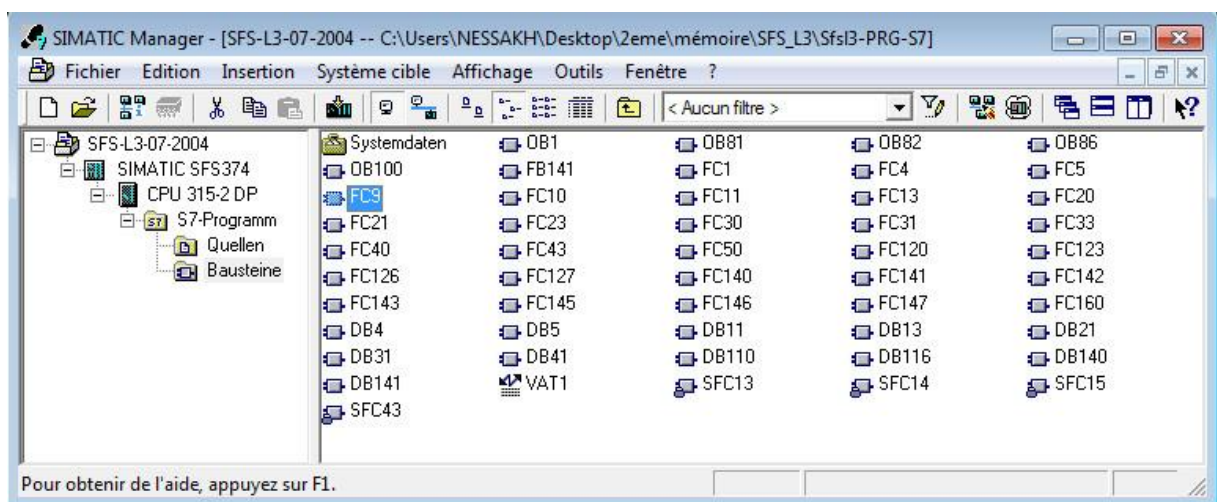 SIMATIC Manager - [SFS-L3-07-2004 -- C:\Users\NESSAKH\Desktop\2eme\mémoire\SFS_L3\Sfsl3-PRG-S7]
Fichier Edition Insertion Système cible Affichage Outils Fenêtre ?
< Aucun filtre >
SFS-L3-07-2004
SIMATIC SFS374
CPU 315-2 DP
S7-Programm
Quellen
Bausteine
Systemdaten OB1 OB81 OB82 OB86
OB100 FB141 FC1 FC4 FC5
FC9 FC10 FC11 FC13 FC20
FC21 FC23 FC30 FC31 FC33
FC40 FC43 FC50 FC120 FC123
FC126 FC127 FC140 FC141 FC142
FC143 FC145 FC146 FC147 FC160
DB4 DB5 DB11 DB13 DB21
DB31 DB41 DB110 DB116 DB140
DB141 VAT1 SFC13 SFC14 SFC15
SFC43
Pour obtenir de l'aide, appuyez sur F1.